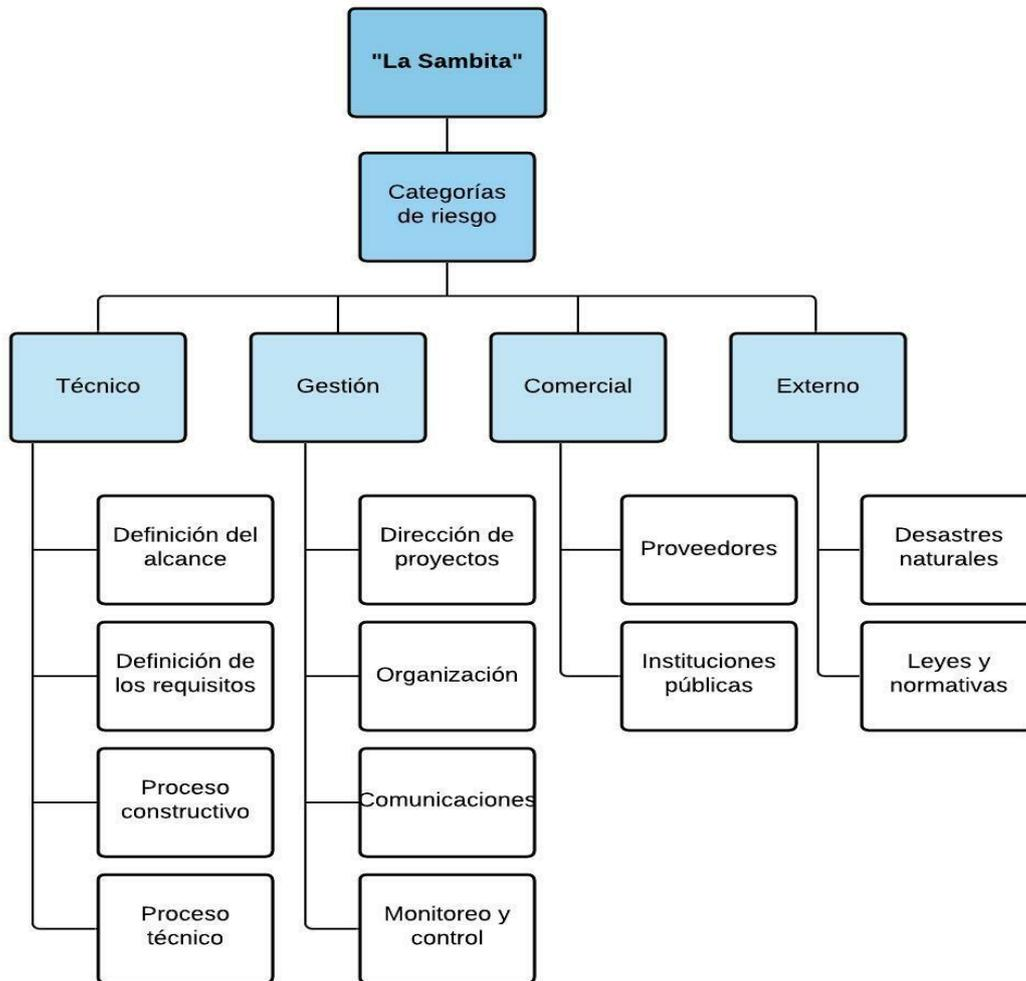 "La Sambita"
Categorías
de riesgo
Técnico
Gestión
Comercial
Externo
Definición del
alcance
Definición de
los requisitos
Proceso
constructivo
Proceso
técnico
Dirección de
proyectos
Organización
Comunicaciones
Monitoreo y
control
Proveedores
Instituciones
públicas
Desastres
naturales
Leyes y
normativas